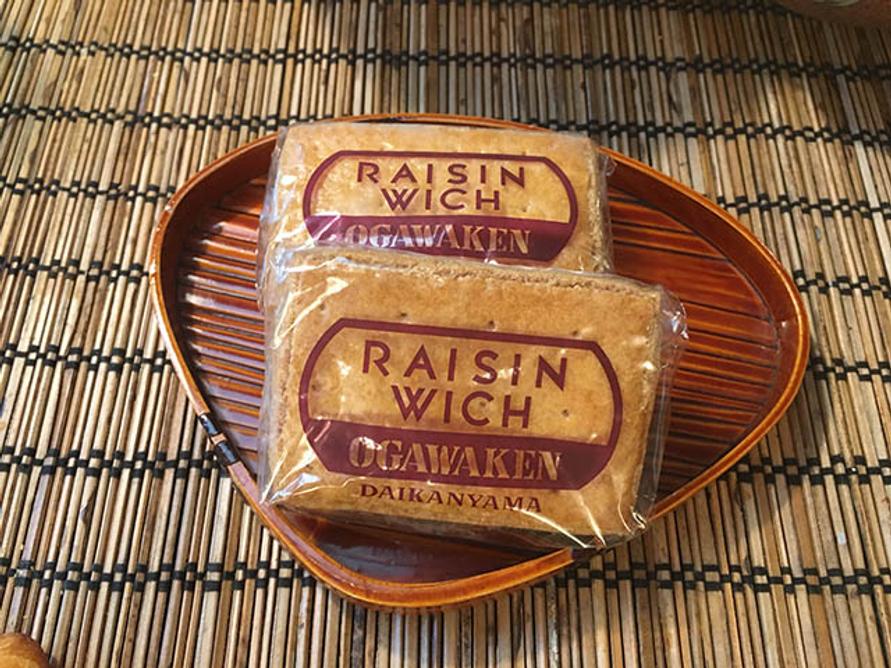 RAISIN
WICH
OGAWAKEN
RAISIN
WICH
OGAWAKEN
DAIKANYAMA